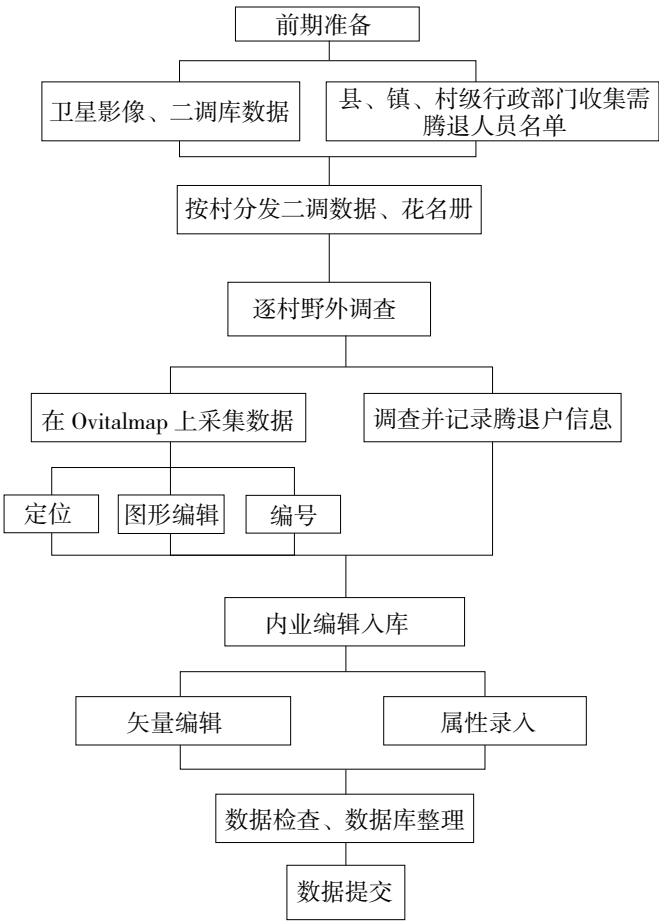 前期准备
卫星影像、二调库数据
县、镇、村级行政部门收集需
腾退人员名单
按村分发二调数据、花名册
逐村野外调查
在 Ovitalmap 上采集数据
调查并记录腾退户信息
定位
图形编辑
编号
内业编辑入库
矢量编辑
属性录入
数据检查、数据库整理
数据提交